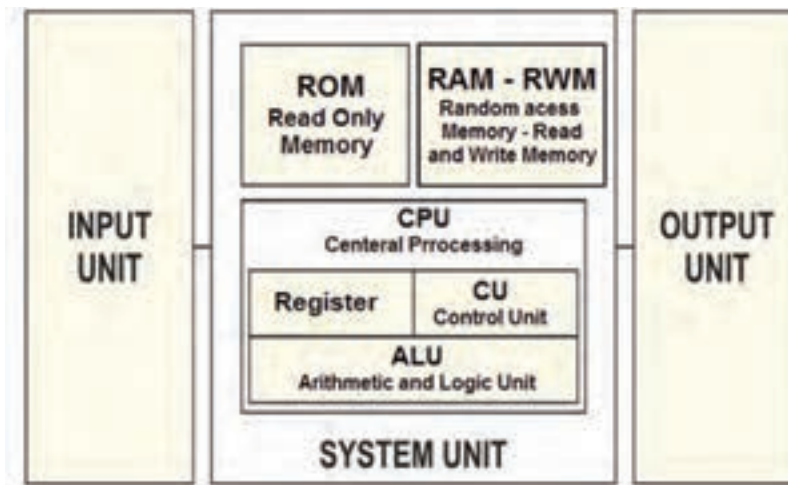 INPUT
UNIT
ROM
Read Only
Memory
RAM - RWM
Random acess
Memory - Read
and Write Memory
CPU
Centeral Prrocessing
Register
CU
Control Unit
ALU
Arithmetic and Logic Unit
SYSTEM UNIT
OUTPUT
UNIT